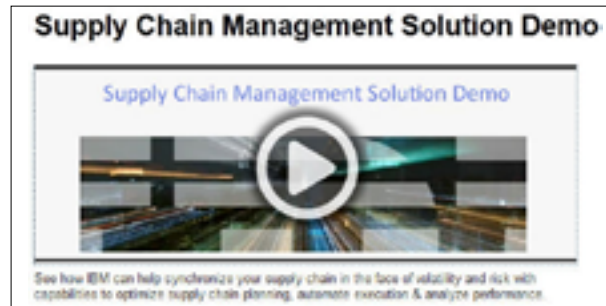 Supply Chain Management Solution Demo
Supply Chain Management Solution Demo
See how IBM can help synchronize your supply chain in the face of volatility and risk with
capabilities to optimize supply chain planning, automate execution & analyze performance.